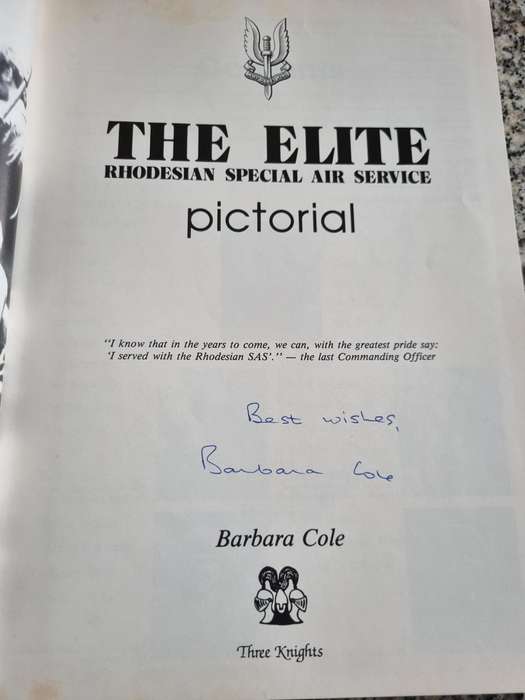 THE ELITE
RHODESIAN SPECIAL AIR SERVICE
pictorial
"I know that in the years to come, we can, with the greatest pride say:
'I served with the Rhodesian SAS'." — the last Commanding Officer
Best wishes,
Barbara Cole
Barbara Cole
Three Knights